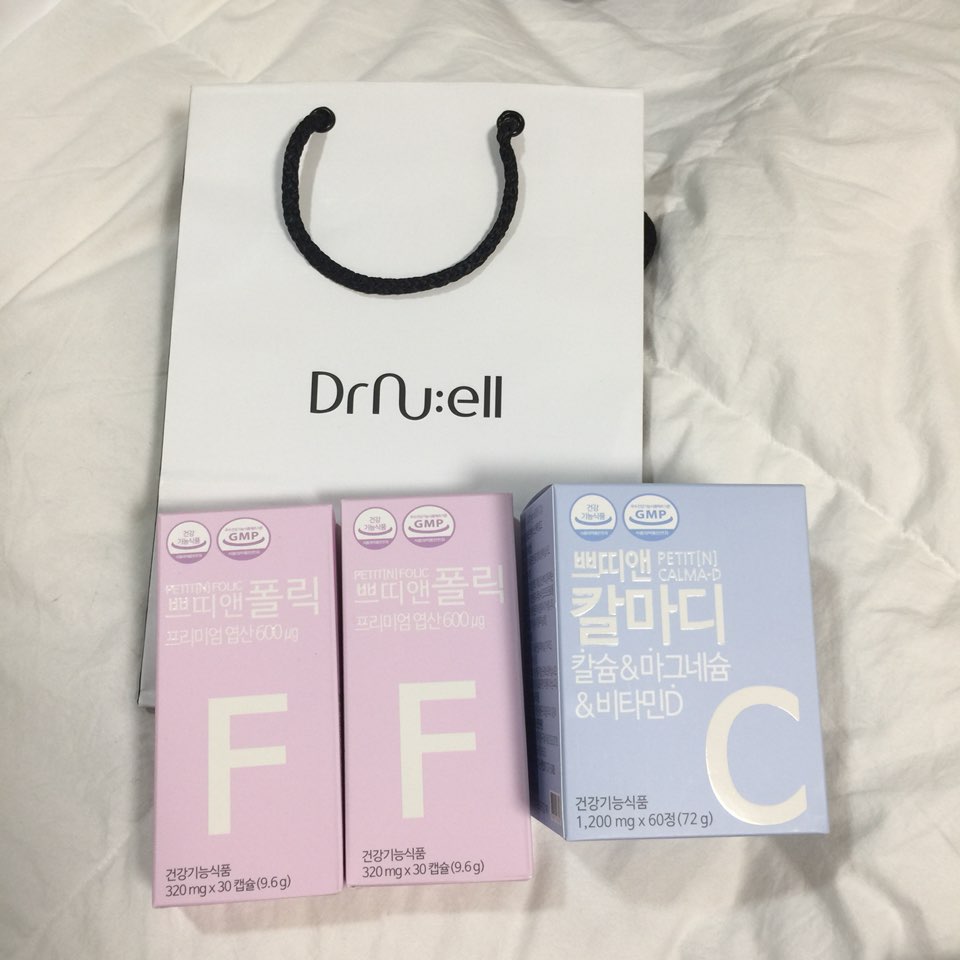 DrNu:ell
건강
기능식품
GMP
PETIT[N] FOLIC
쁘띠앤 폴릭
프리미엄 엽산 600 μg
F
건강기능식품
320 mg x 30 캡슐 (9.6 g)
건강
기능식품
GMP
PETIT[N] FOLIC
쁘띠앤 폴릭
프리미엄 엽산 600 μg
F
건강기능식품
320 mg x 30 캡슐 (9.6 g)
건강
기능식품
GMP
쁘띠앤 PETIT[N]
CALMA-D
칼마디
칼슘&마그네슘
&비타민D
C
건강기능식품
1,200 mg x 60정 (72 g)